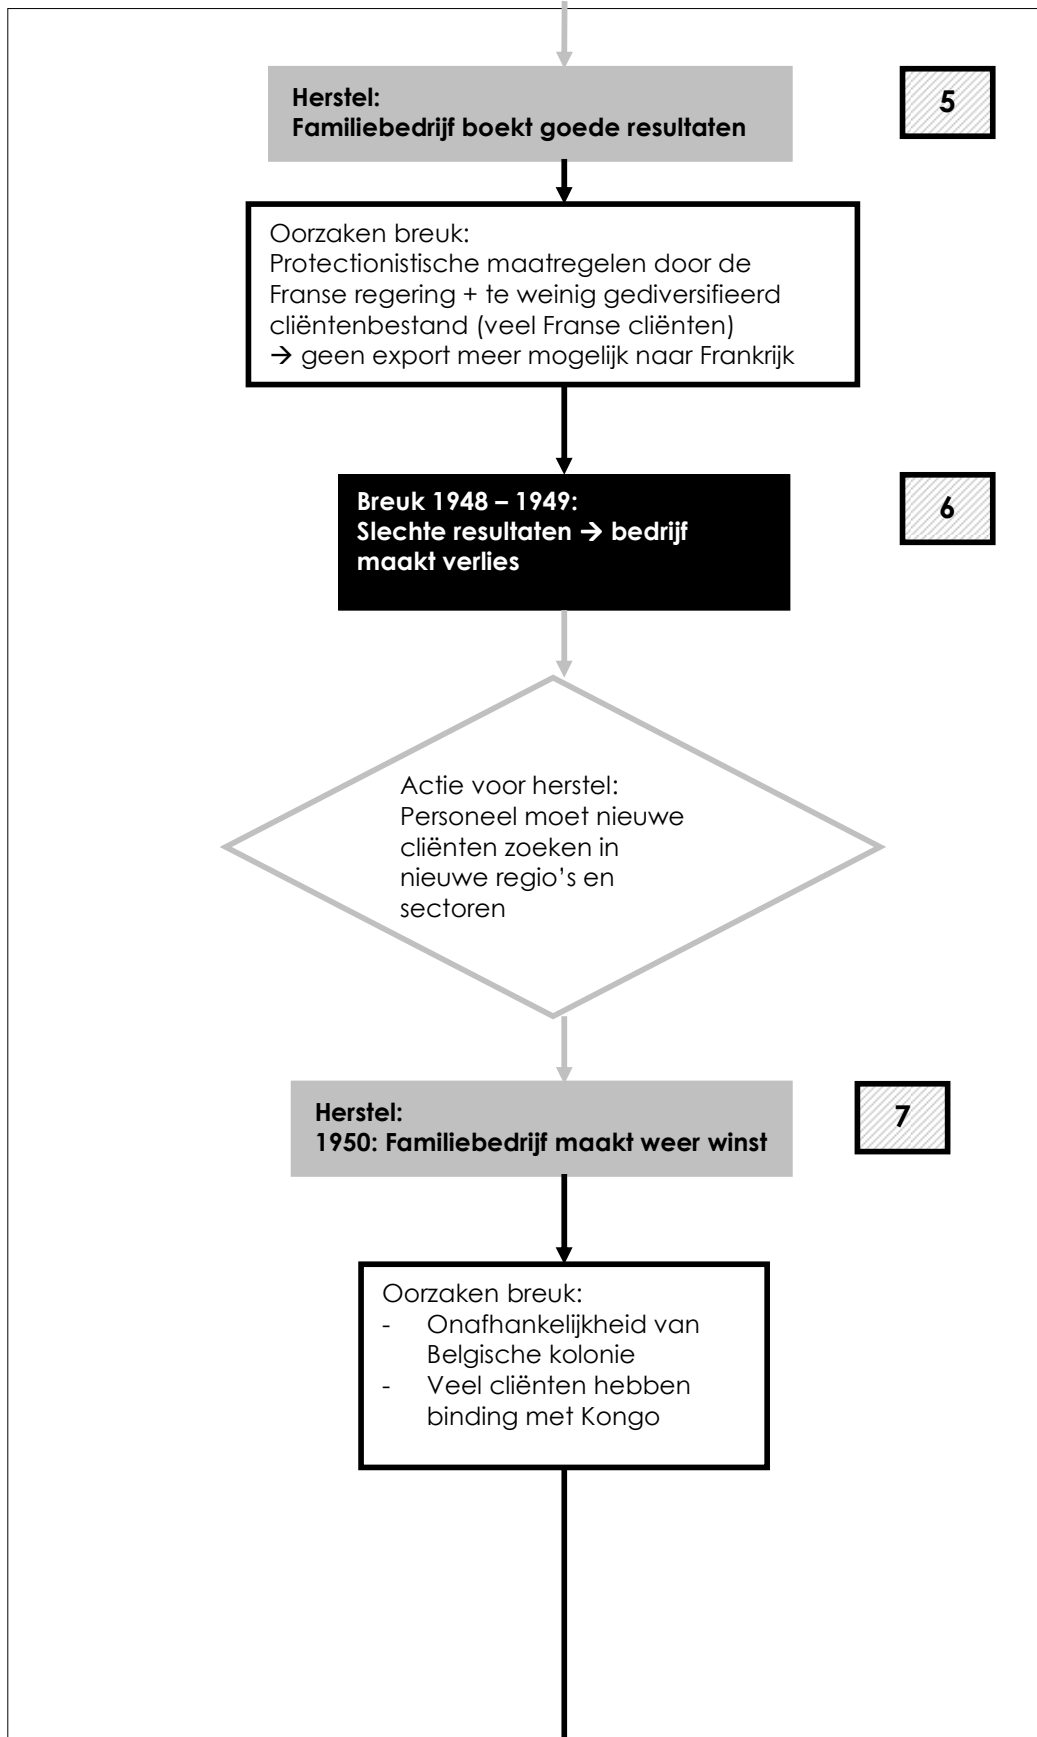 Herstel:
Familiebedrijf boekt goede resultaten
5
Oorzaken breuk:
Protectionistische maatregelen door de
Franse regering + te weinig gediversifieerd
cliëntenbestand (veel Franse cliënten)
→ geen export meer mogelijk naar Frankrijk
Breuk 1948 – 1949:
Slechte resultaten → bedrijf
maakt verlies
6
Actie voor herstel:
Personeel moet nieuwe
cliënten zoeken in
nieuwe regio's en
sectoren
Herstel:
1950: Familiebedrijf maakt weer winst
7
Oorzaken breuk:
- Onafhankelijkheid van
Belgische kolonie
- Veel cliënten hebben
binding met Kongo